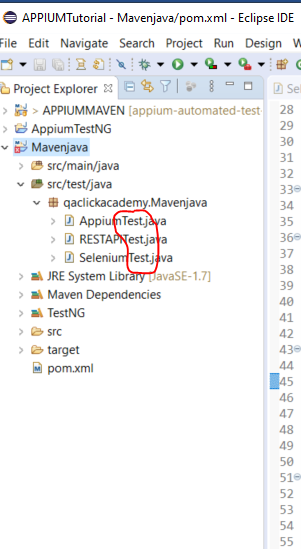 APPIUMTutorial - Mavenjava/pom.xml - Eclipse IDE
File Edit Navigate Search Project Run Design W
Project Explorer
> APPIUMMAVEN [appium-automated-test-
AppiumTestNG
Mavenjava
src/main/java
src/test/java
qaclickacademy.Mavenjava
AppiumTest.java
RESTAPITest.java
SeleniumTest.java
JRE System Library [JavaSE-1.7]
Maven Dependencies
TestNG
src
target
pom.xml
Sel
28
29
30
31
32
33
34
35
36
37
38
39
40
41
42
43
44
45
46
47
48
49
50
51
52
53
54
55